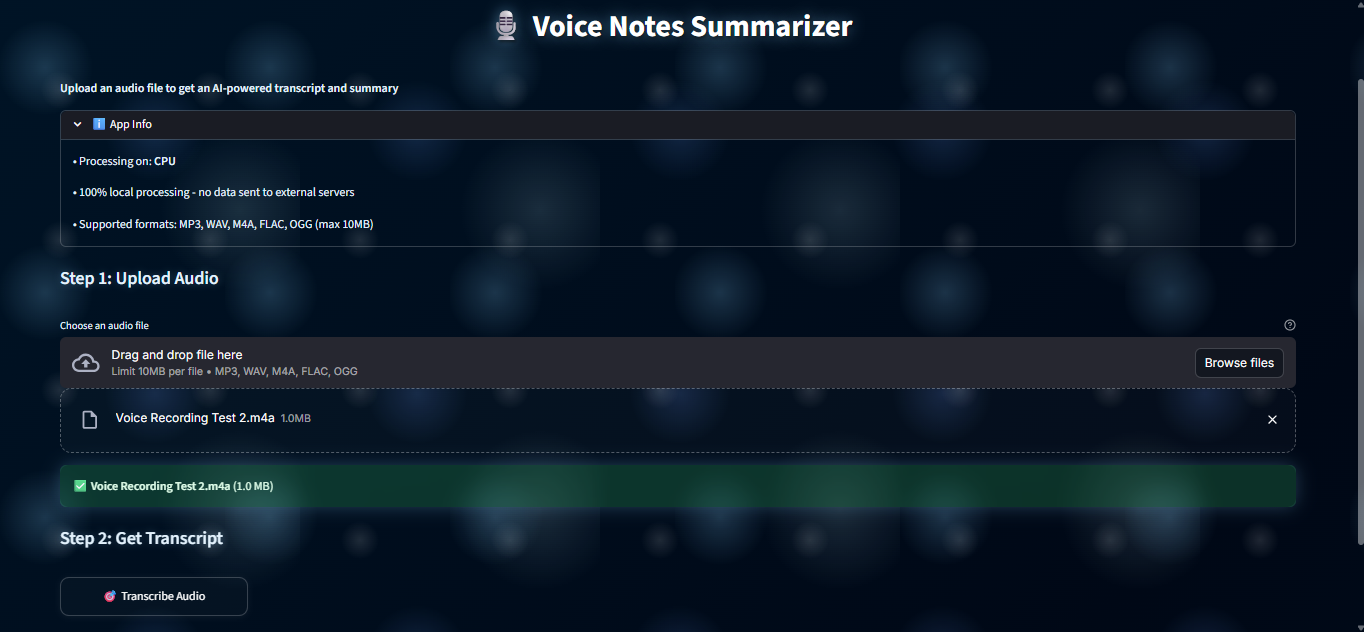 Voice Notes Summarizer
Upload an audio file to get an AI-powered transcript and summary
App Info
• Processing on: CPU
• 100% local processing - no data sent to external servers
• Supported formats: MP3, WAV, M4A, FLAC, OGG (max 10MB)
Step 1: Upload Audio
Choose an audio file
Drag and drop file here
Limit 10MB per file • MP3, WAV, M4A, FLAC, OGG
Browse files
Voice Recording Test 2.m4a 1.0MB
Voice Recording Test 2.m4a (1.0 MB)
Step 2: Get Transcript
Transcribe Audio